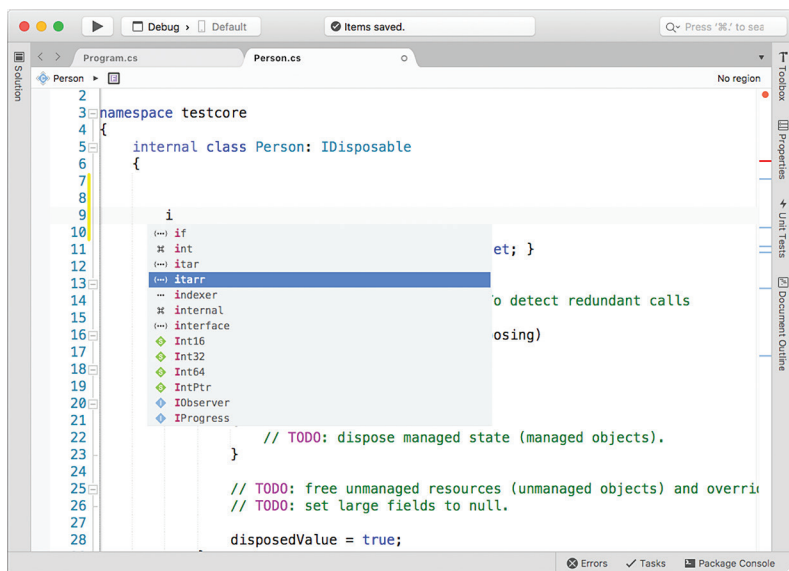 Debug › Default
Items saved.
Press '⌘.' to sea
Program.cs
Person.cs
Person
No region
Solution
Toolbox
Properties
Unit Tests
Document Outline
2
3 namespace testcore
4 {
5 internal class Person: IDisposable
6 {
7
8
9 i
10
if
11 int et; }
12 itar
13 itarr
indexer
14 internal o detect redundant calls
15 interface
16 Int16 osing)
17 Int32
18 Int64
19 IntPtr
20 IObserver
21 IProgress
22 // TODO: dispose managed state (managed objects).
23 }
24
25 // TODO: free unmanaged resources (unmanaged objects) and overri
26 // TODO: set large fields to null.
27
28 disposedValue = true;
Errors Tasks Package Console